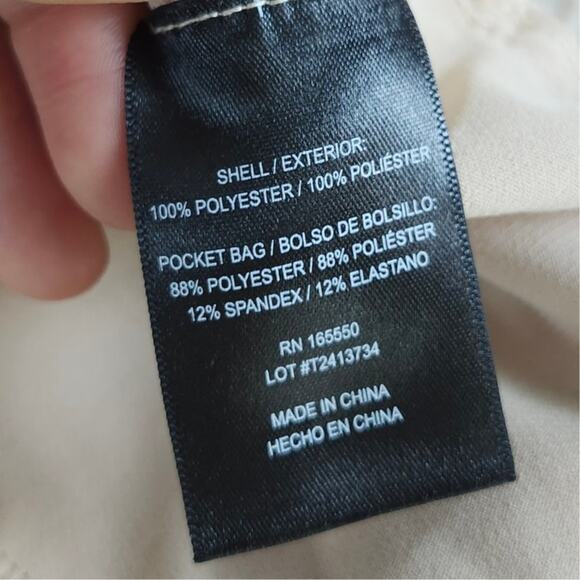 SHELL / EXTERIOR:
100% POLYESTER / 100% POLIÉSTER
POCKET BAG / BOLSO DE BOLSILLO:
88% POLYESTER / 88% POLIÉSTER
12% SPANDEX / 12% ELASTANO
RN 165550
LOT #T2413734
MADE IN CHINA
HECHO EN CHINA